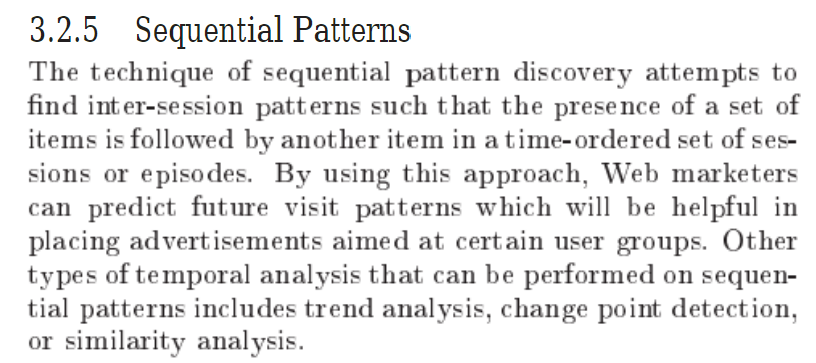 3.2.5 Sequential Patterns
The technique of sequential pattern discovery attempts to
find inter-session patterns such that the presence of a set of
items is followed by another item in a time-ordered set of ses-
sions or episodes. By using this approach, Web marketers
can predict future visit patterns which will be helpful in
placing advertisements aimed at certain user groups. Other
types of temporal analysis that can be performed on sequen-
tial patterns includes trend analysis, change point detection,
or similarity analysis.